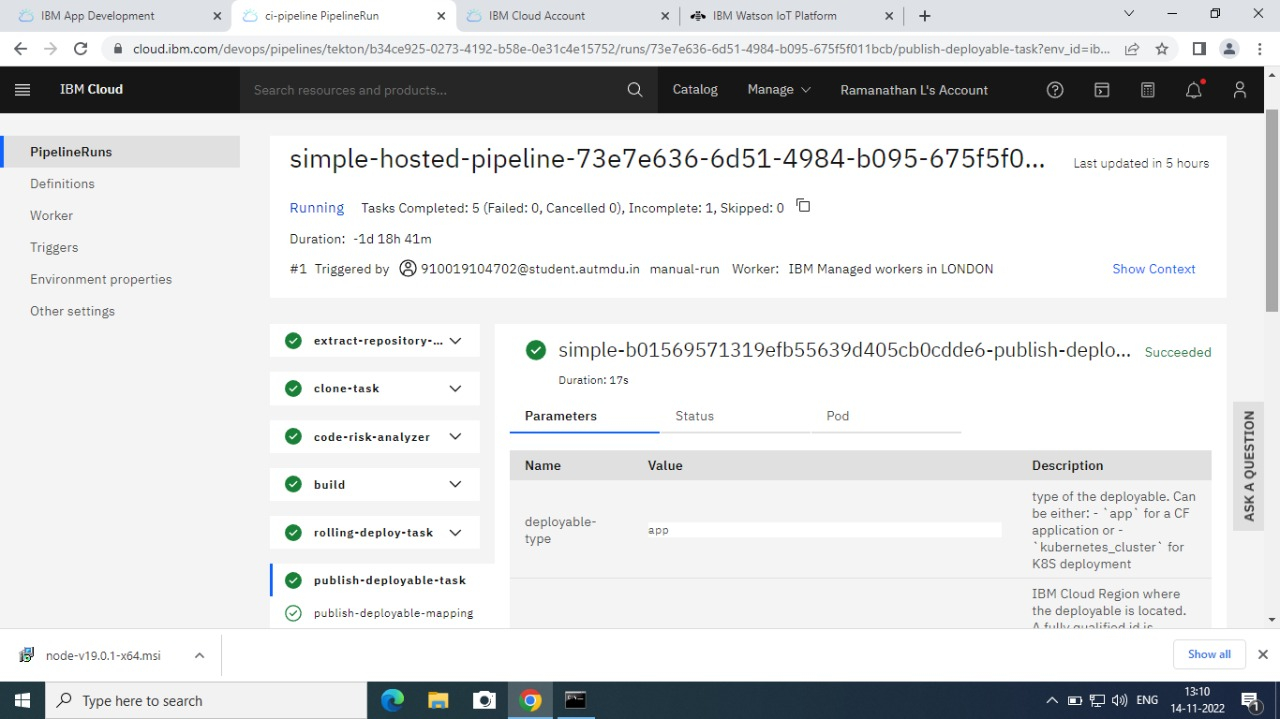 IBM App Development
ci-pipeline PipelineRun
IBM Cloud Account
IBM Watson IoT Platform
cloud.ibm.com/devops/pipelines/tekton/b34ce925-0273-4192-b58e-0e31c4e15752/runs/73e7e636-6d51-4984-b095-675f5f011bcb/publish-deployable-task?env_id=ib...
IBM Cloud
Search resources and products...
Catalog
Manage
Ramanathan L's Account
PipelineRuns
Definitions
Worker
Triggers
Environment properties
Other settings
simple-hosted-pipeline-73e7e636-6d51-4984-b095-675f5f0...
Last updated in 5 hours
Running Tasks Completed: 5 (Failed: 0, Cancelled 0), Incomplete: 1, Skipped: 0
Duration: -1d 18h 41m
#1 Triggered by 910019104702@student.autmdu.in manual-run Worker: IBM Managed workers in LONDON
Show Context
extract-repository-...
clone-task
code-risk-analyzer
build
rolling-deploy-task
publish-deployable-task
publish-deployable-mapping
simple-b01569571319efb55639d405cb0cdde6-publish-deplo...
Succeeded
Duration: 17s
Parameters Status Pod
Name Value Description
deployable-
type
app
type of the deployable. Can
be either: - `app` for a CF
application or -
`kubernetes_cluster` for
K8S deployment
IBM Cloud Region where
the deployable is located.
A fully qualified id is
ASK A QUESTION
node-v19.0.1-x64.msi
Show all
Type here to search
ENG
13:10
14-11-2022
1